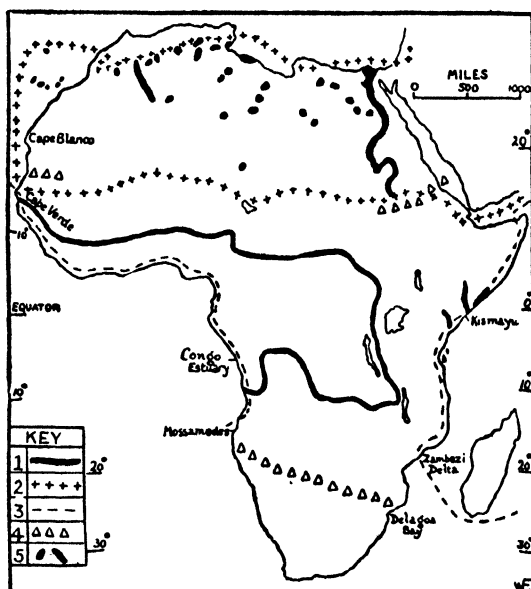 MILES
0 500 1000
20°
Cape Blanco
Cape Verde
10°
EQUATOR
0°
Kismayu
Congo
Estuary
10°
10°
Mossamedes
KEY
1
2
3
4
5
20°
20°
Zambezi
Delta
Delagoa
Bay
30°
30°